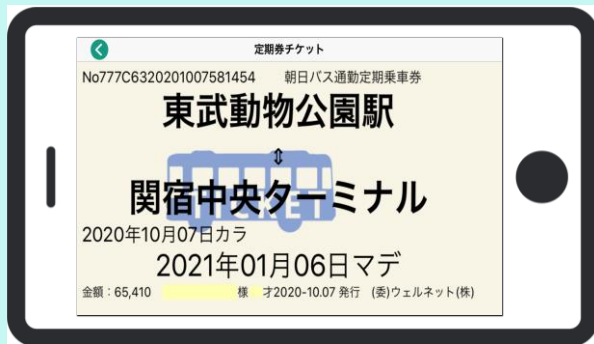 定期券チケット
No777C6320201007581454 朝日バス通勤定期乗車券
東武動物公園駅
⇕
TICKET
関宿中央ターミナル
2020年10月07日カラ
2021年01月06日マデ
金額：65,410 様 才2020-10.07 発行 (委)ウェルネット(株)